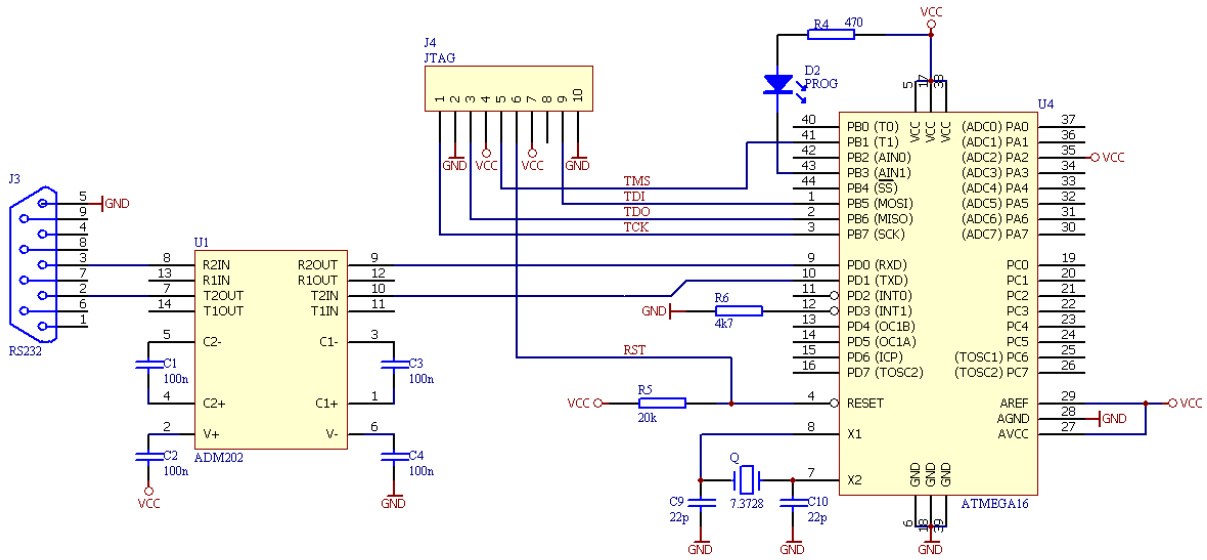 R4 470
VCC
J4
JTAG
D2
PROG
1 2 3 4 5 6 7 8 9 10
GND VCC VCC GND
5 17 38
VCC VCC VCC
U4
40 PB0 (T0) (ADC0) PA0 37
41 PB1 (T1) (ADC1) PA1 36
42 PB2 (AIN0) (ADC2) PA2 35 VCC
43 PB3 (AIN1) (ADC3) PA3 34
44 PB4 (SS) (ADC4) PA4 33
1 PB5 (MOSI) (ADC5) PA5 32
2 PB6 (MISO) (ADC6) PA6 31
3 PB7 (SCK) (ADC7) PA7 30
TMS
TDI
TDO
TCK
9 PD0 (RXD) PC0 19
10 PD1 (TXD) PC1 20
11 PD2 (INT0) PC2 21
12 PD3 (INT1) PC3 22
13 PD4 (OC1B) PC4 23
14 PD5 (OC1A) PC5 24
15 PD6 (ICP) (TOSC1) PC6 25
16 PD7 (TOSC2) (TOSC2) PC7 26
4 RESET AREF 29 VCC
AGND 28 GND
8 X1 AVCC 27
7 X2
GND GND GND
ATMEGA16
6 18 39
GND
J3
5 GND
9
4
8
3
7
2
6
1
RS232
U1
8 R2IN R2OUT 9
13 R1IN R1OUT 12
7 T2OUT T2IN 10
14 T1OUT T1IN 11
5 C2- C1- 3
4 C2+ C1+ 1
2 V+ V- 6
ADM202
C1
100n
C3
100n
C2
100n
C4
100n
VCC
GND
GND R6
4k7
RST
VCC R5
20k
Q
7.3728
C9
22p
C10
22p
GND GND